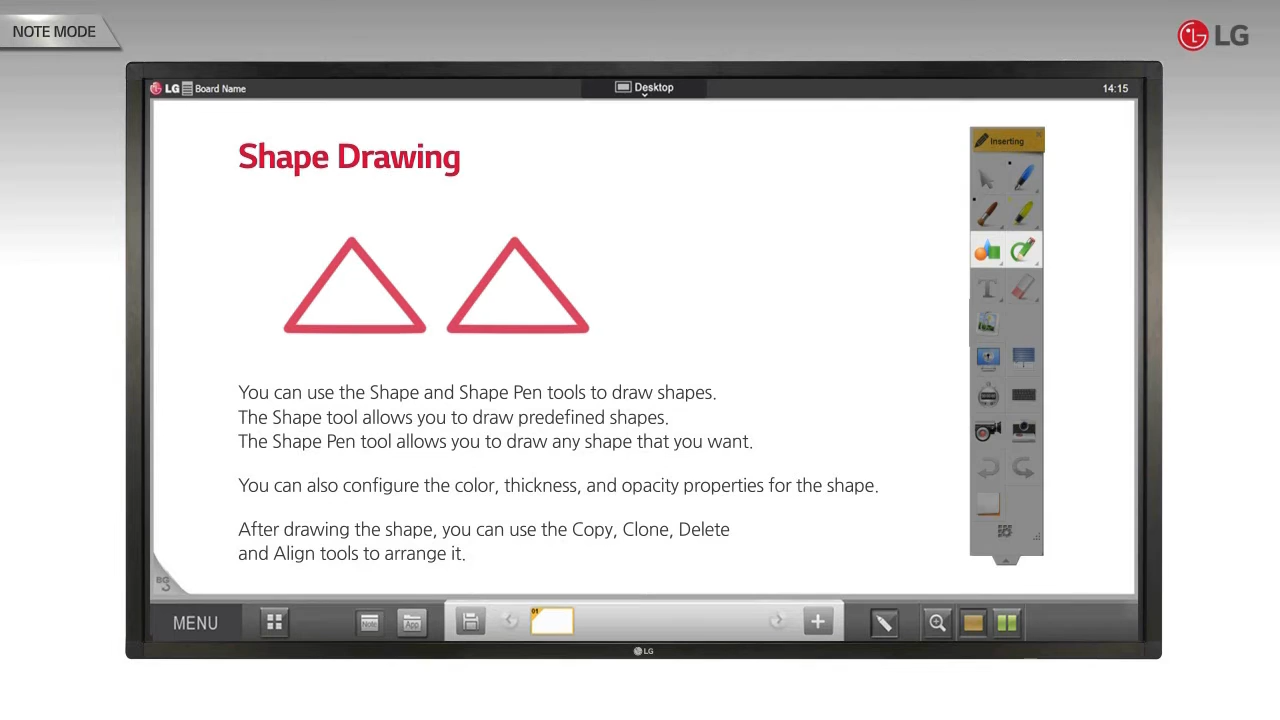 NOTE MODE
LG
LG Board Name
Desktop
14:15
Shape Drawing
Inserting
T
You can use the Shape and Shape Pen tools to draw shapes.
The Shape tool allows you to draw predefined shapes.
The Shape Pen tool allows you to draw any shape that you want.
You can also configure the color, thickness, and opacity properties for the shape.
After drawing the shape, you can use the Copy, Clone, Delete
and Align tools to arrange it.
BG
MENU
Note
App
01
LG